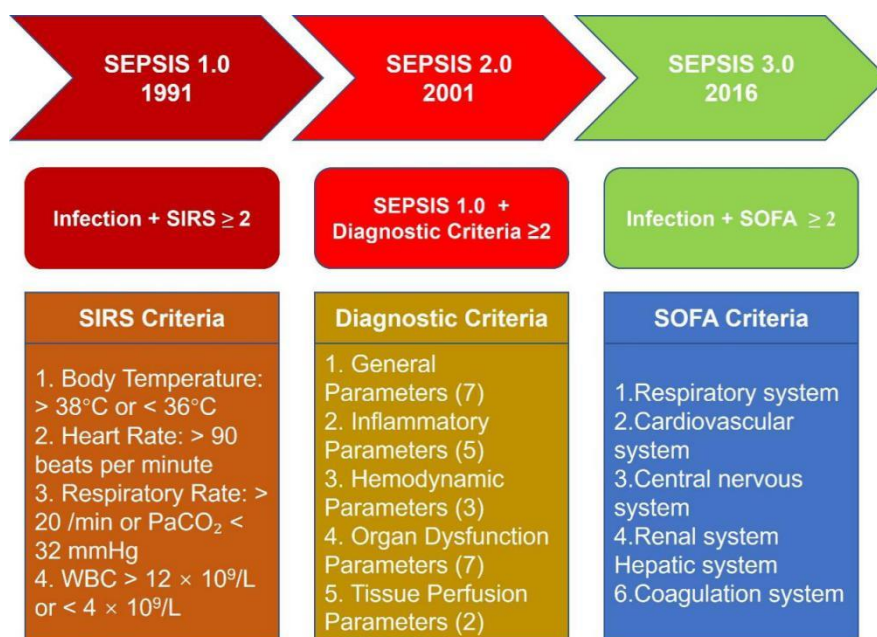 SEPSIS 1.0
1991
SEPSIS 2.0
2001
SEPSIS 3.0
2016
Infection + SIRS ≥ 2
SEPSIS 1.0 +
Diagnostic Criteria ≥2
Infection + SOFA ≥ 2
SIRS Criteria
1. Body Temperature:
> 38°C or < 36°C
2. Heart Rate: > 90
beats per minute
3. Respiratory Rate: >
20 /min or PaCO₂ <
32 mmHg
4. WBC > 12 × 10⁹/L
or < 4 × 10⁹/L
Diagnostic Criteria
1. General
Parameters (7)
2. Inflammatory
Parameters (5)
3. Hemodynamic
Parameters (3)
4. Organ Dysfunction
Parameters (7)
5. Tissue Perfusion
Parameters (2)
SOFA Criteria
1.Respiratory system
2.Cardiovascular
system
3.Central nervous
system
4.Renal system
Hepatic system
6.Coagulation system